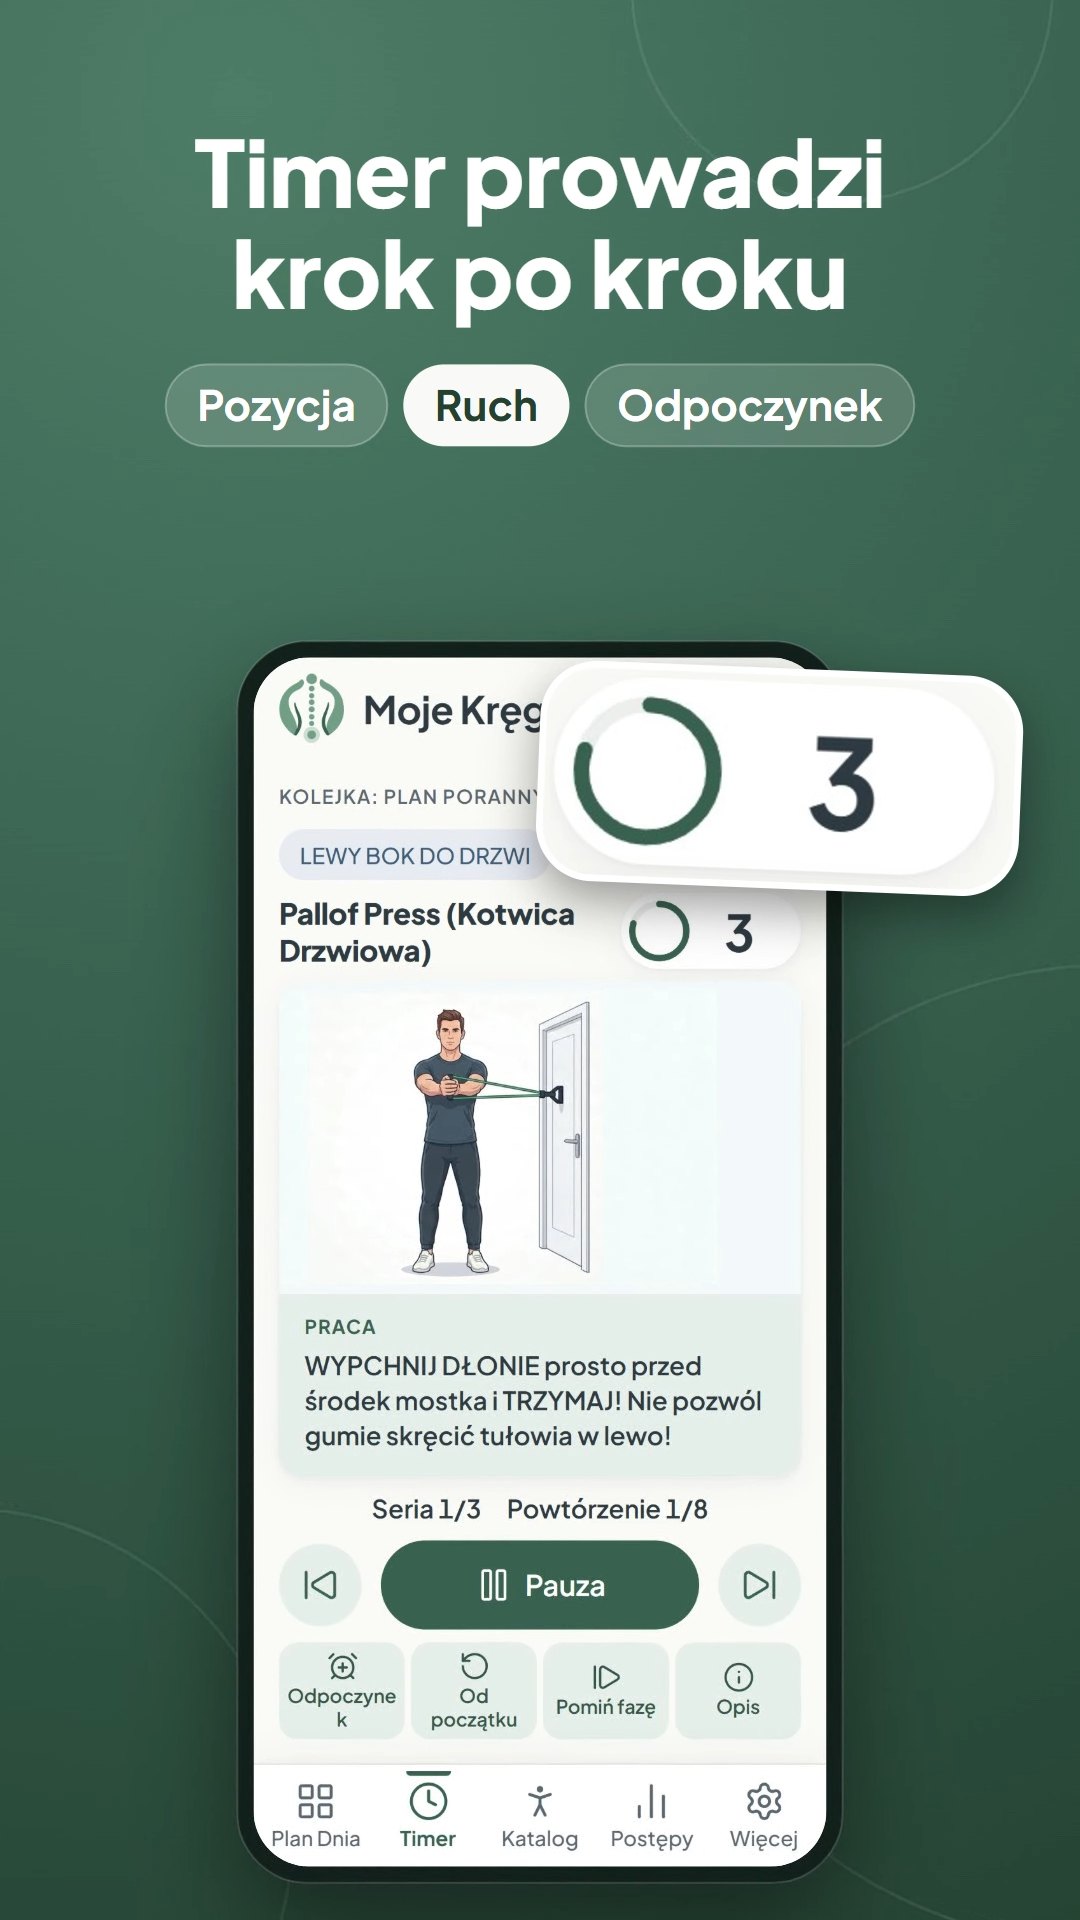 Timer prowadzi
krok po kroku
Pozycja
Ruch
Odpoczynek
Moje Kręg
3
KOLEJKA: PLAN PORANNY
LEWY BOK DO DRZWI
Pallof Press (Kotwica
Drzwiowa)
3
PRACA
WYPCHNIJ DŁONIE prosto przed
środek mostka i TRZYMAJ! Nie pozwól
gumie skręcić tułowia w lewo!
Seria 1/3 Powtórzenie 1/8
Pauza
Odpoczyne
k
Od
początku
Pomiń fazę
Opis
Plan Dnia
Timer
Katalog
Postępy
Więcej